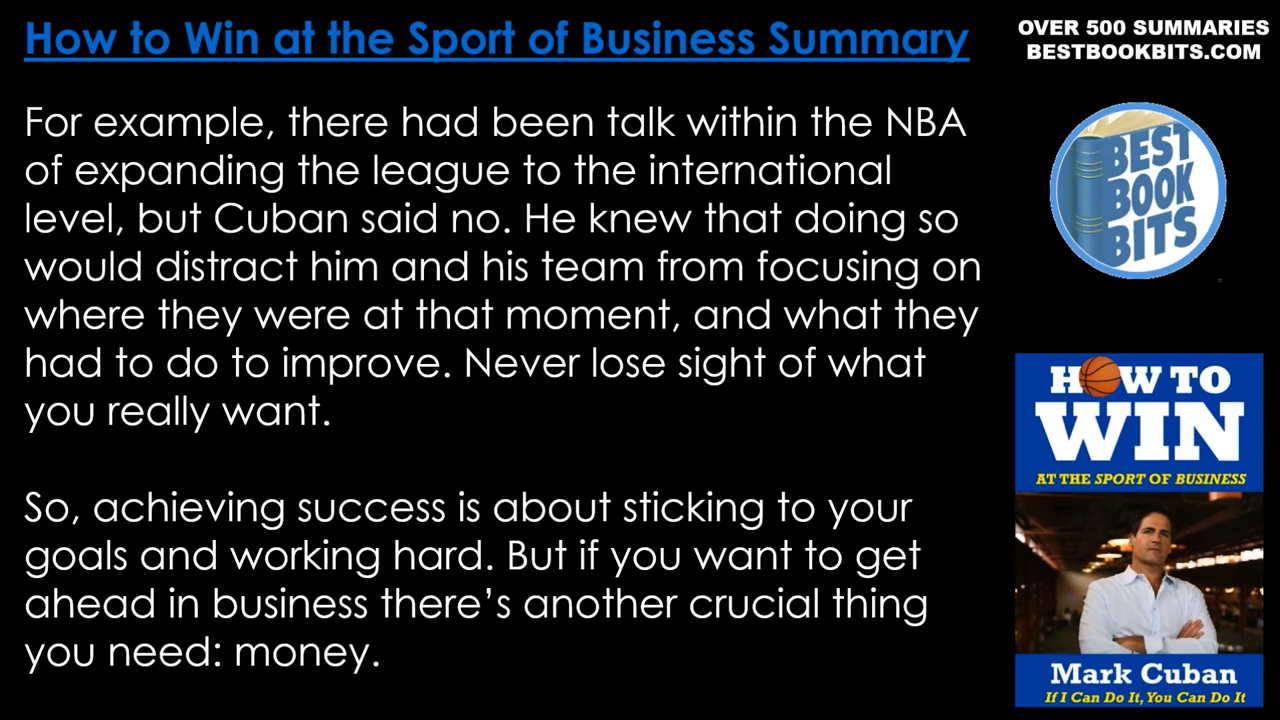 How to Win at the Sport of Business Summary
For example, there had been talk within the NBA
of expanding the league to the international
level, but Cuban said no. He knew that doing so
would distract him and his team from focusing on
where they were at that moment, and what they
had to do to improve. Never lose sight of what
you really want.
So, achieving success is about sticking to your
goals and working hard. But if you want to get
ahead in business there's another crucial thing
you need: money.
OVER 500 SUMMARIES
BESTBOOKBITS.COM
BEST
BOOK
BITS
HOW TO
WIN
AT THE SPORT OF BUSINESS
Mark Cuban
If I Can Do It, You Can Do It